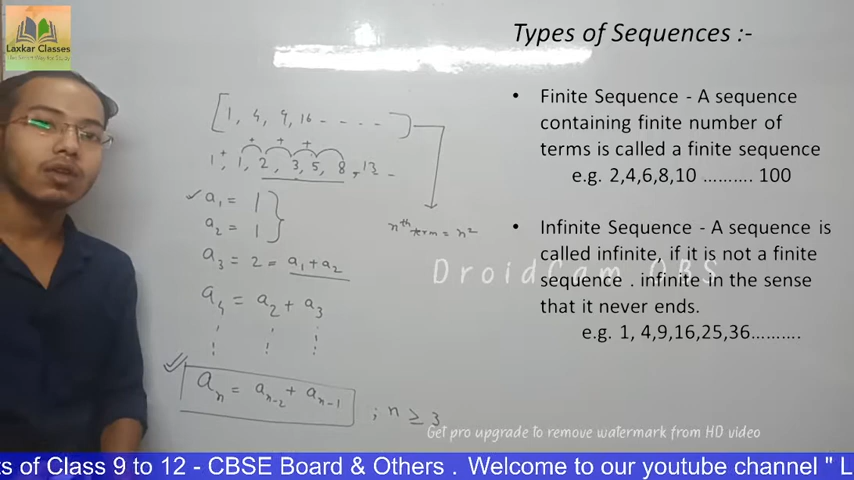 Laxkar Classes
Types of Sequences :-
• Finite Sequence - A sequence
containing finite number of
terms is called a finite sequence
e.g. 2,4,6,8,10 .......... 100
• Infinite Sequence - A sequence is
called infinite, if it is not a finite
sequence . infinite in the sense
that it never ends.
e.g. 1, 4,9,16,25,36..........
[1, 4, 9, 16 - - - - - ]
1, 1, 2, 3, 5, 8, 13 -
nth term = n²
✓ a₁ = 1
a₂ = 1
a₃ = 2 = a₁ + a₂
a₄ = a₂ + a₃
aₙ = aₙ₋₂ + aₙ₋₁ ; n ≥ 3
DroidCam OBS
Get pro upgrade to remove watermark from HD video
ts of Class 9 to 12 - CBSE Board & Others . Welcome to our youtube channel " L